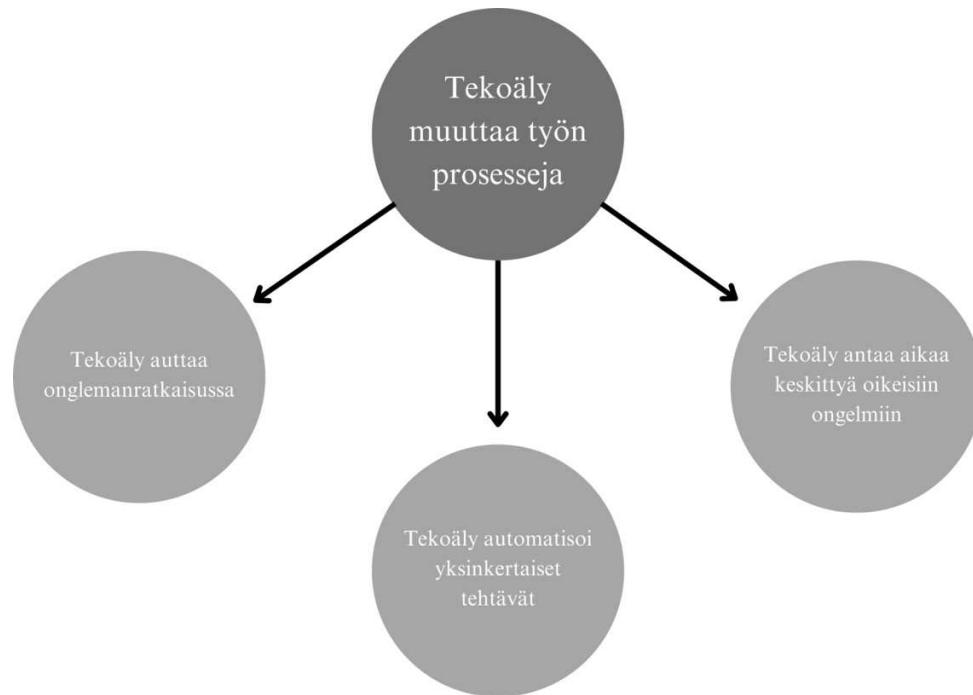 Tekoäly
muuttaa työn
prosesseja
Tekoäly auttaa
onglemanratkaisussa
Tekoäly antaa aikaa
keskittyä oikeisiin
ongelmiin
Tekoäly automatisoi
yksinkertaiset
tehtävät